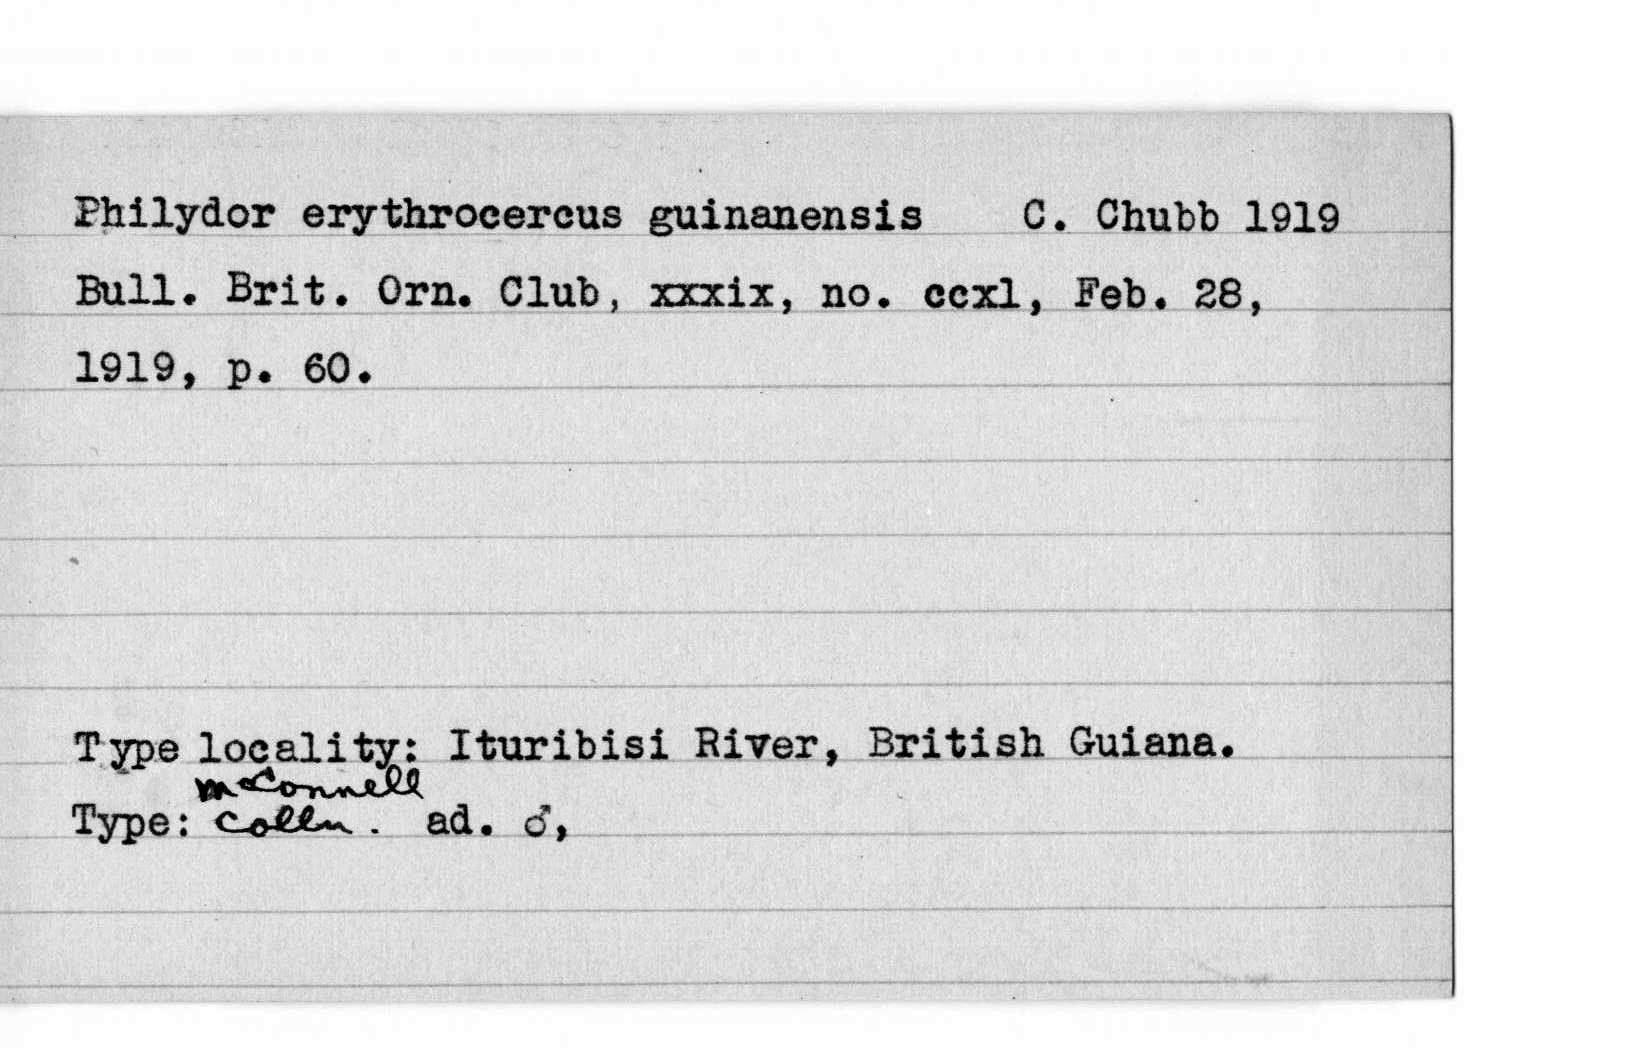 Philydor erythrocercus guinanensis C. Chubb 1919
Bull. Brit. Orn. Club, xxxix, no. ccxl, Feb. 28,
1919, p. 60.
Type locality: Ituribisi River, British Guiana.
McConnell
Type: Colln. ad. ♂,